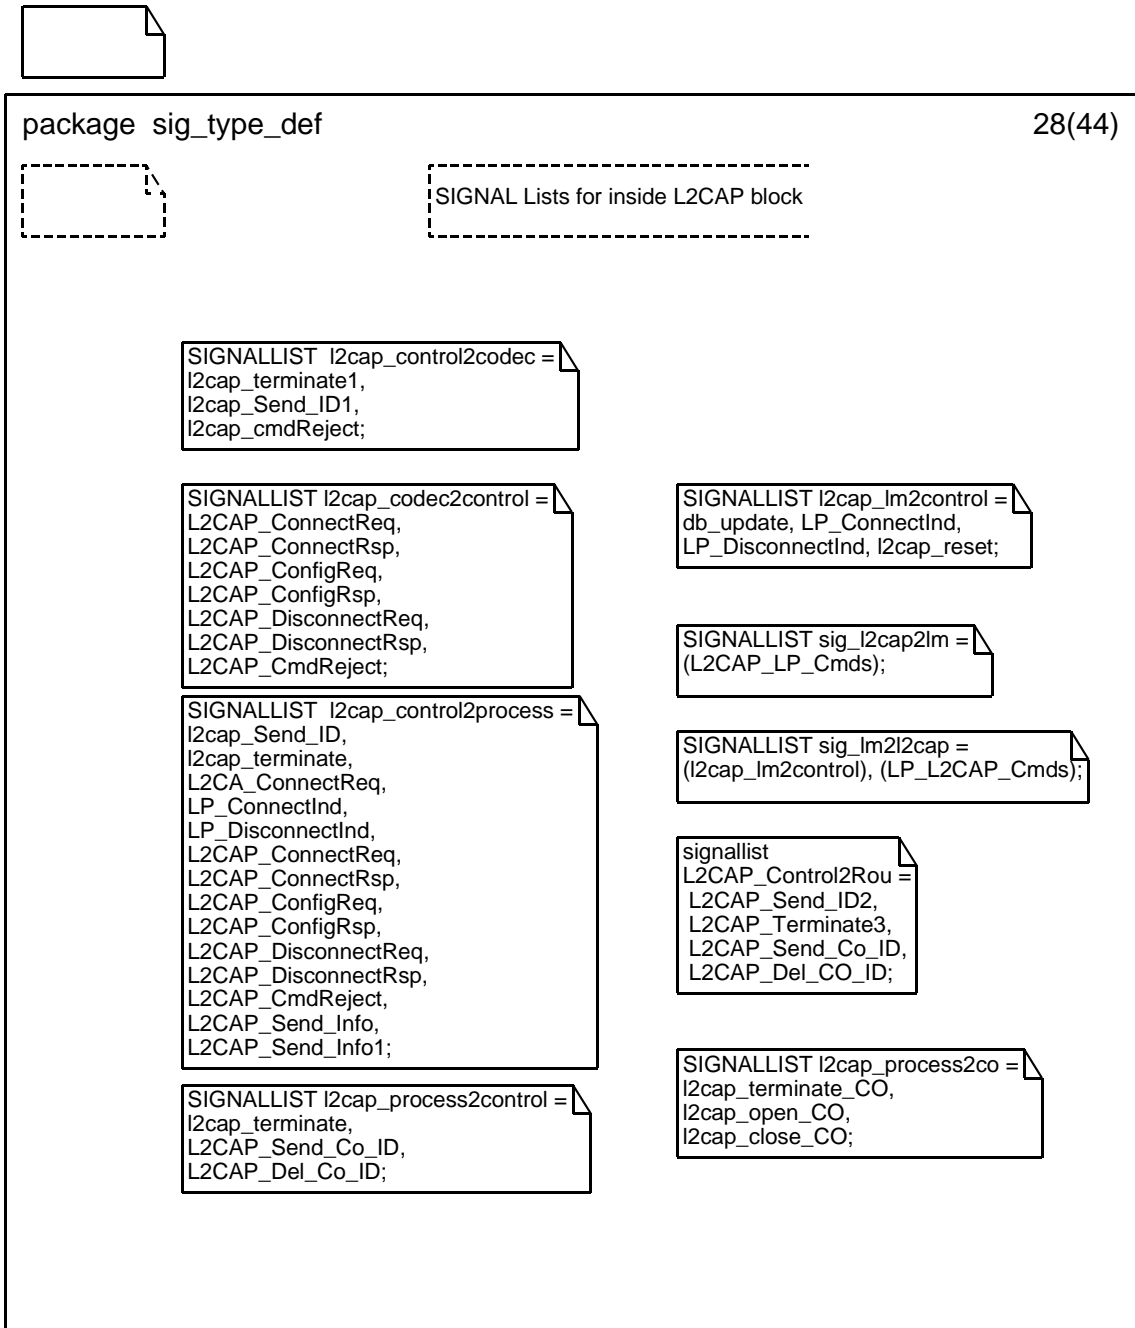 package sig_type_def
28(44)
SIGNAL Lists for inside L2CAP block
SIGNALLIST l2cap_control2codec =
l2cap_terminate1,
l2cap_Send_ID1,
l2cap_cmdReject;
SIGNALLIST l2cap_codec2control =
L2CAP_ConnectReq,
L2CAP_ConnectRsp,
L2CAP_ConfigReq,
L2CAP_ConfigRsp,
L2CAP_DisconnectReq,
L2CAP_DisconnectRsp,
L2CAP_CmdReject;
SIGNALLIST l2cap_control2process =
l2cap_Send_ID,
l2cap_terminate,
L2CA_ConnectReq,
LP_ConnectInd,
LP_DisconnectInd,
L2CAP_ConnectReq,
L2CAP_ConnectRsp,
L2CAP_ConfigReq,
L2CAP_ConfigRsp,
L2CAP_DisconnectReq,
L2CAP_DisconnectRsp,
L2CAP_CmdReject,
L2CAP_Send_Info,
L2CAP_Send_Info1;
SIGNALLIST l2cap_process2control =
l2cap_terminate,
L2CAP_Send_Co_ID,
L2CAP_Del_Co_ID;
SIGNALLIST l2cap_lm2control =
db_update, LP_ConnectInd,
LP_DisconnectInd, l2cap_reset;
SIGNALLIST sig_l2cap2lm =
(L2CAP_LP_Cmds);
SIGNALLIST sig_lm2l2cap =
(l2cap_lm2control), (LP_L2CAP_Cmds);
signallist
L2CAP_Control2Rou =
L2CAP_Send_ID2,
L2CAP_Terminate3,
L2CAP_Send_Co_ID,
L2CAP_Del_CO_ID;
SIGNALLIST l2cap_process2co =
l2cap_terminate_CO,
l2cap_open_CO,
l2cap_close_CO;